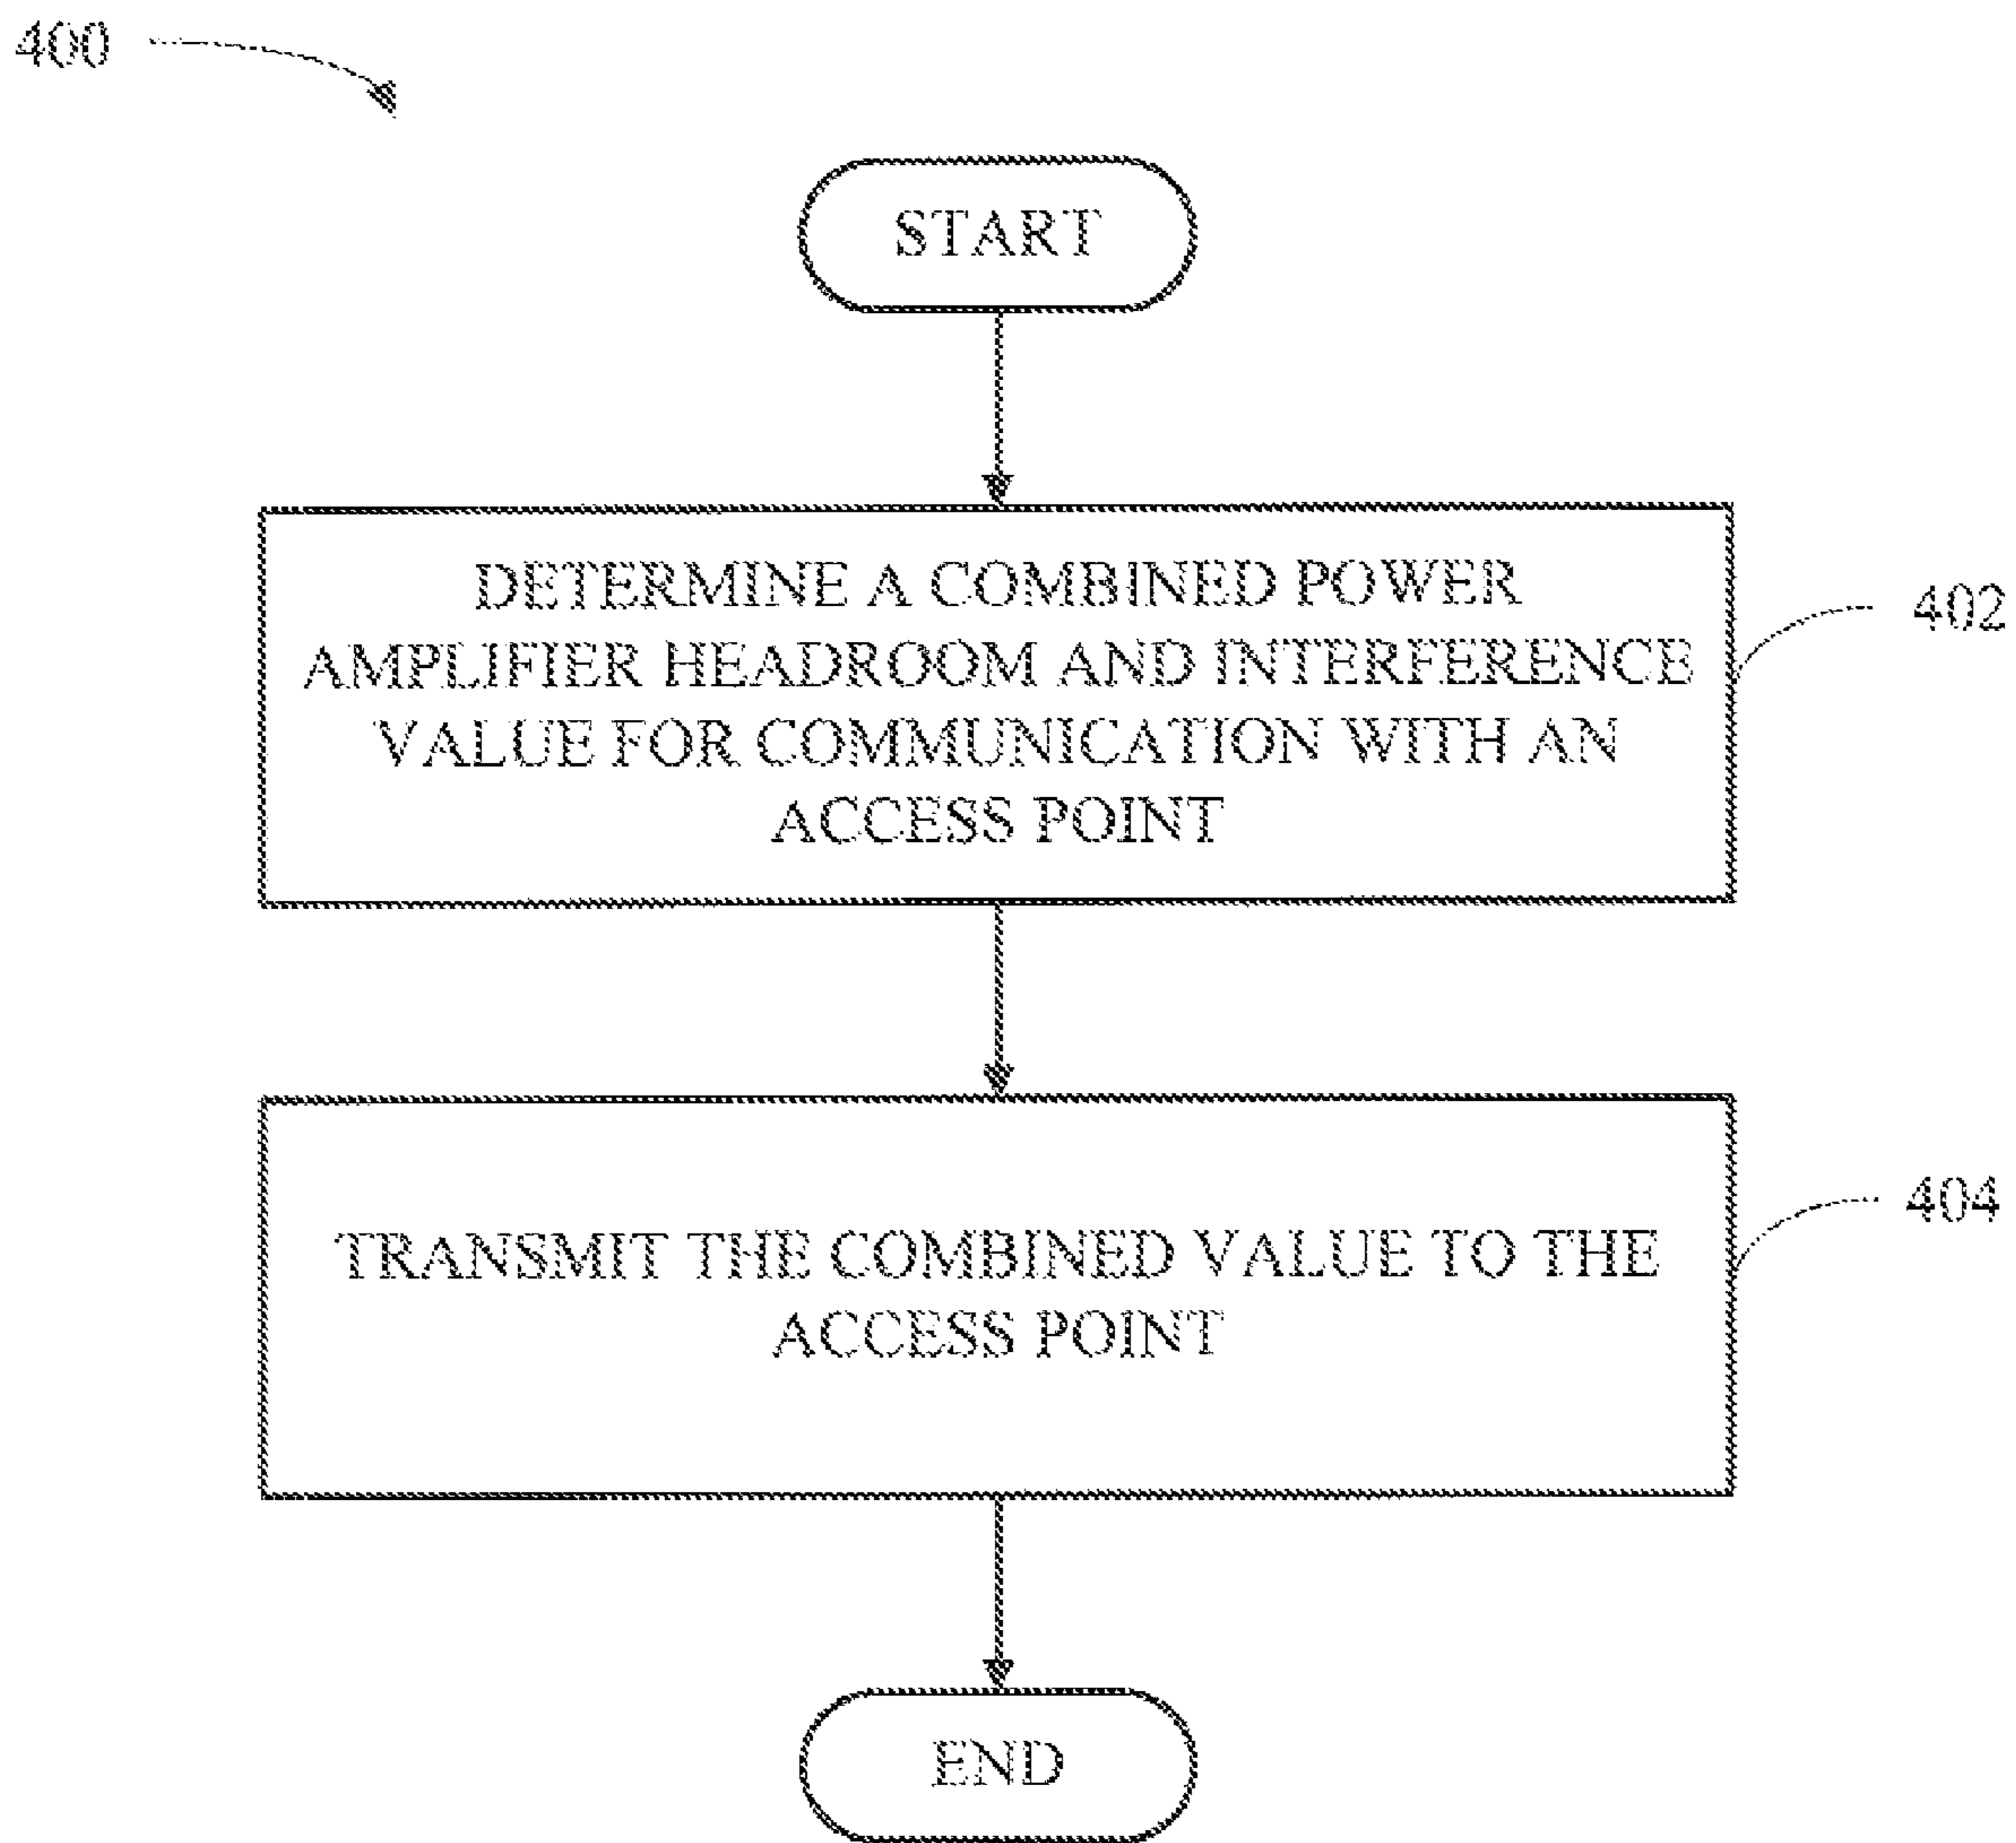 400
START
DETERMINE A COMBINED POWER
AMPLIFIER HEADROOM AND INTERFERENCE
VALUE FOR COMMUNICATION WITH AN
ACCESS POINT
402
TRANSMIT THE COMBINED VALUE TO THE
ACCESS POINT
404
END